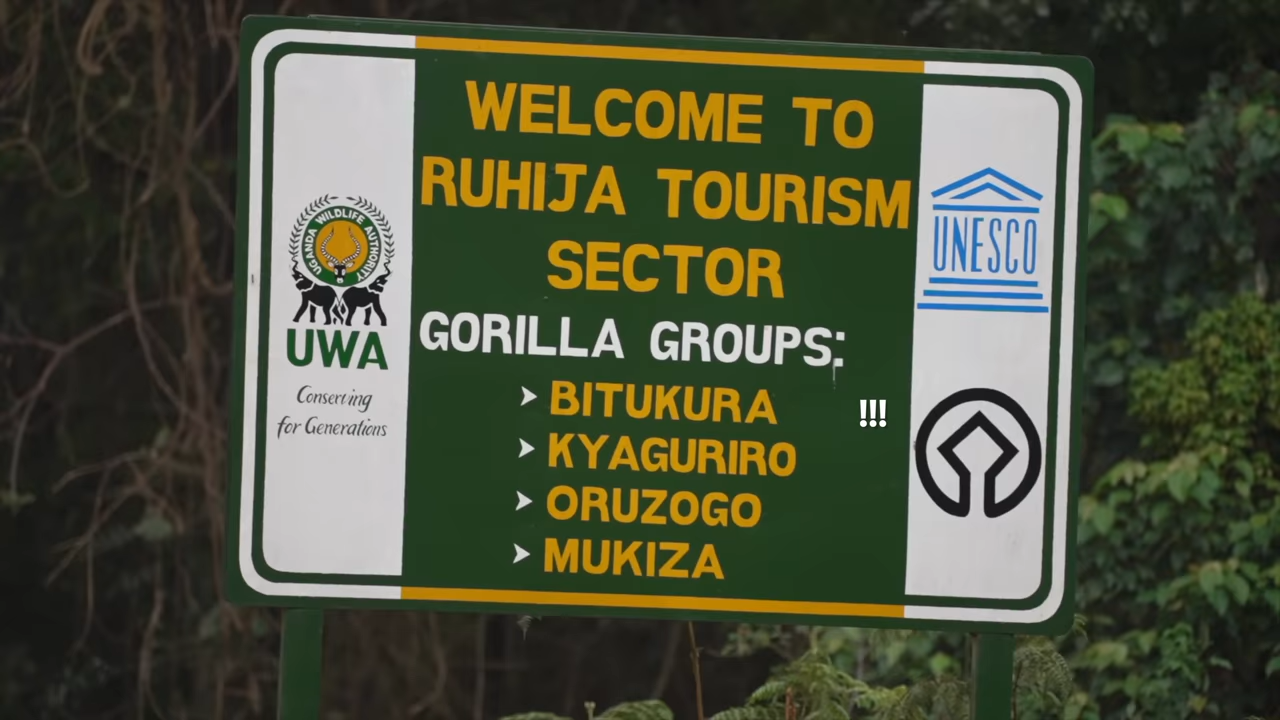 WELCOME TO
RUHIJA TOURISM
SECTOR
GORILLA GROUPS:
➤ BITUKURA
➤ KYAGURIRO
➤ ORUZOGO
➤ MUKIZA
!!!
UGANDA WILDLIFE AUTHORITY
UWA
Conserving
for Generations
UNESCO